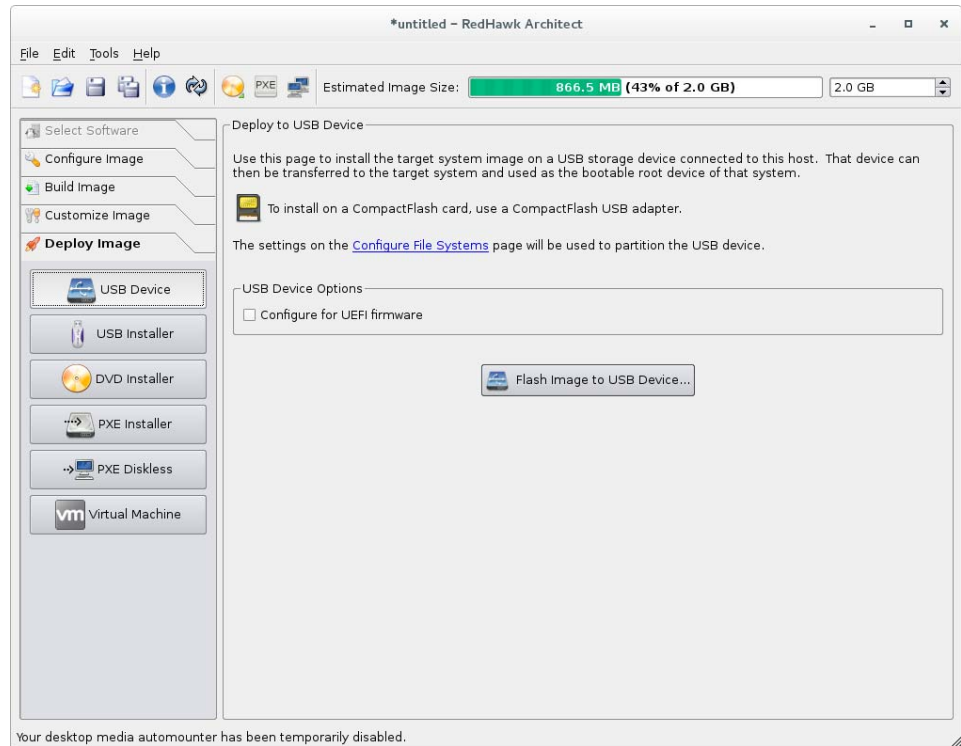 *untitled – RedHawk Architect
File Edit Tools Help
PXE
Estimated Image Size:
866.5 MB (43% of 2.0 GB)
2.0 GB
Select Software
Configure Image
Build Image
Customize Image
Deploy Image
USB Device
USB Installer
DVD Installer
PXE Installer
PXE Diskless
vm Virtual Machine
Deploy to USB Device
Use this page to install the target system image on a USB storage device connected to this host. That device can
then be transferred to the target system and used as the bootable root device of that system.
To install on a CompactFlash card, use a CompactFlash USB adapter.
The settings on the Configure File Systems page will be used to partition the USB device.
USB Device Options
Configure for UEFI firmware
Flash Image to USB Device...
Your desktop media automounter has been temporarily disabled.